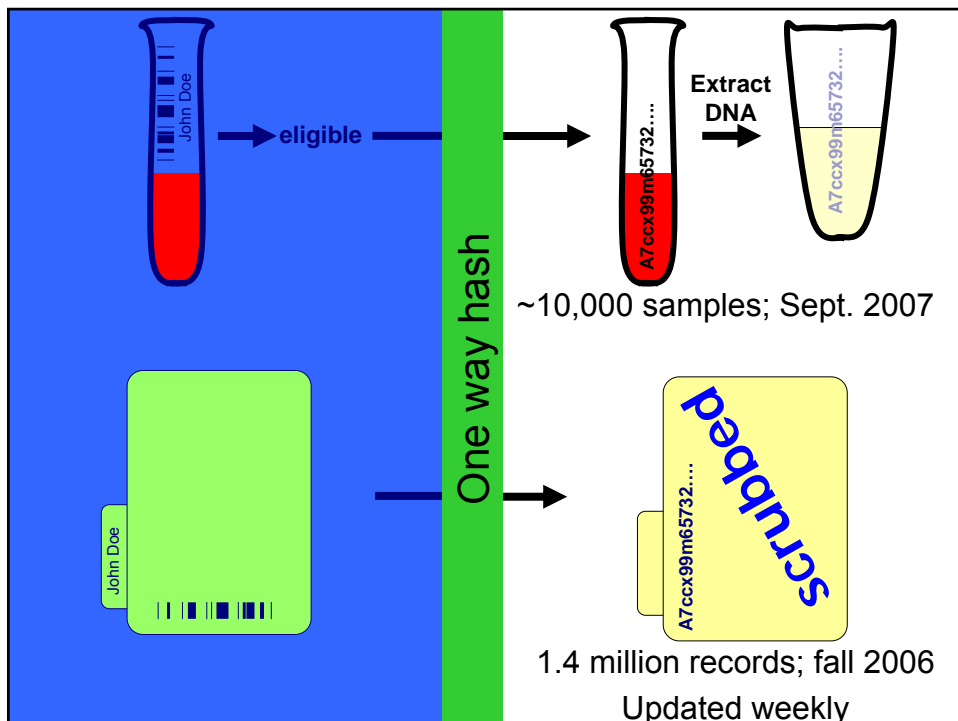 John Doe
eligible
One way hash
A7ccx99m65732....
Extract
DNA
A7ccx99m65732....
~10,000 samples; Sept. 2007
John Doe
A7ccx99m65732....
scrubbed
1.4 million records; fall 2006
Updated weekly